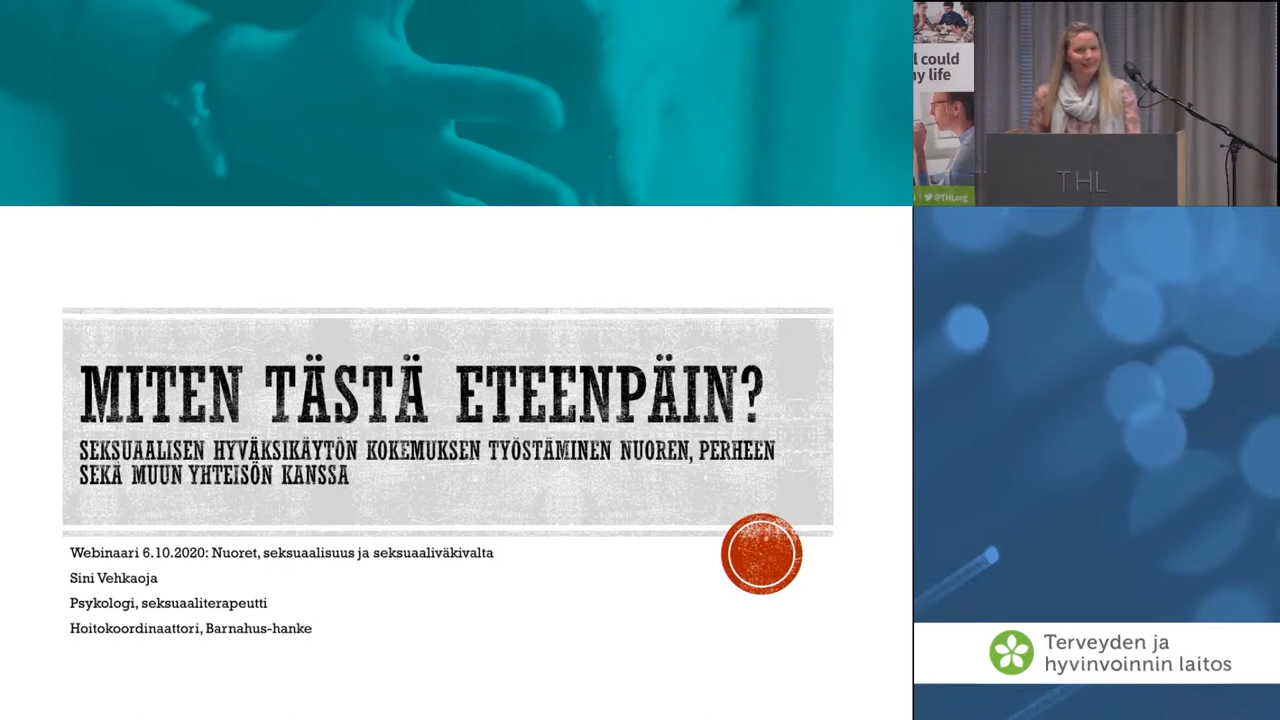 MITEN TÄSTÄ ETEENPÄIN?
SEKSUAALISEN HYVÄKSIKÄYTÖN KOKEMUKSEN TYÖSTÄMINEN NUOREN, PERHEEN
SEKÄ MUUN YHTEISÖN KANSSA
Webinaari 6.10.2020: Nuoret, seksuaalisuus ja seksuaaliväkivalta
Sini Vehkaoja
Psykologi, seksuaaliterapeutti
Hoitokoordinaattori, Barnahus-hanke
could
life
THL
@THLorg
Terveyden ja
hyvinvoinnin laitos